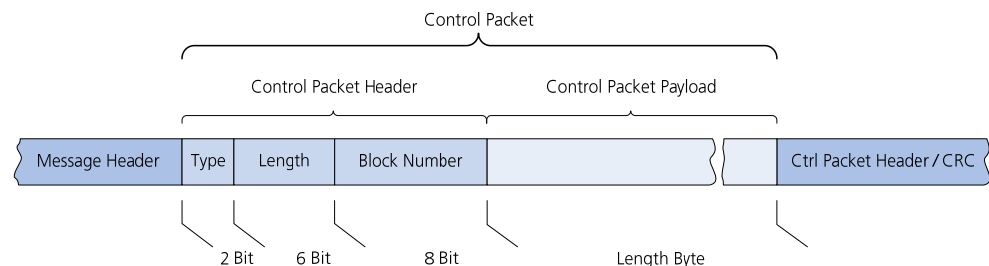 Control Packet
Control Packet Header Control Packet Payload
Message Header Type Length Block Number Ctrl Packet Header / CRC
2 Bit 6 Bit 8 Bit Length Byte